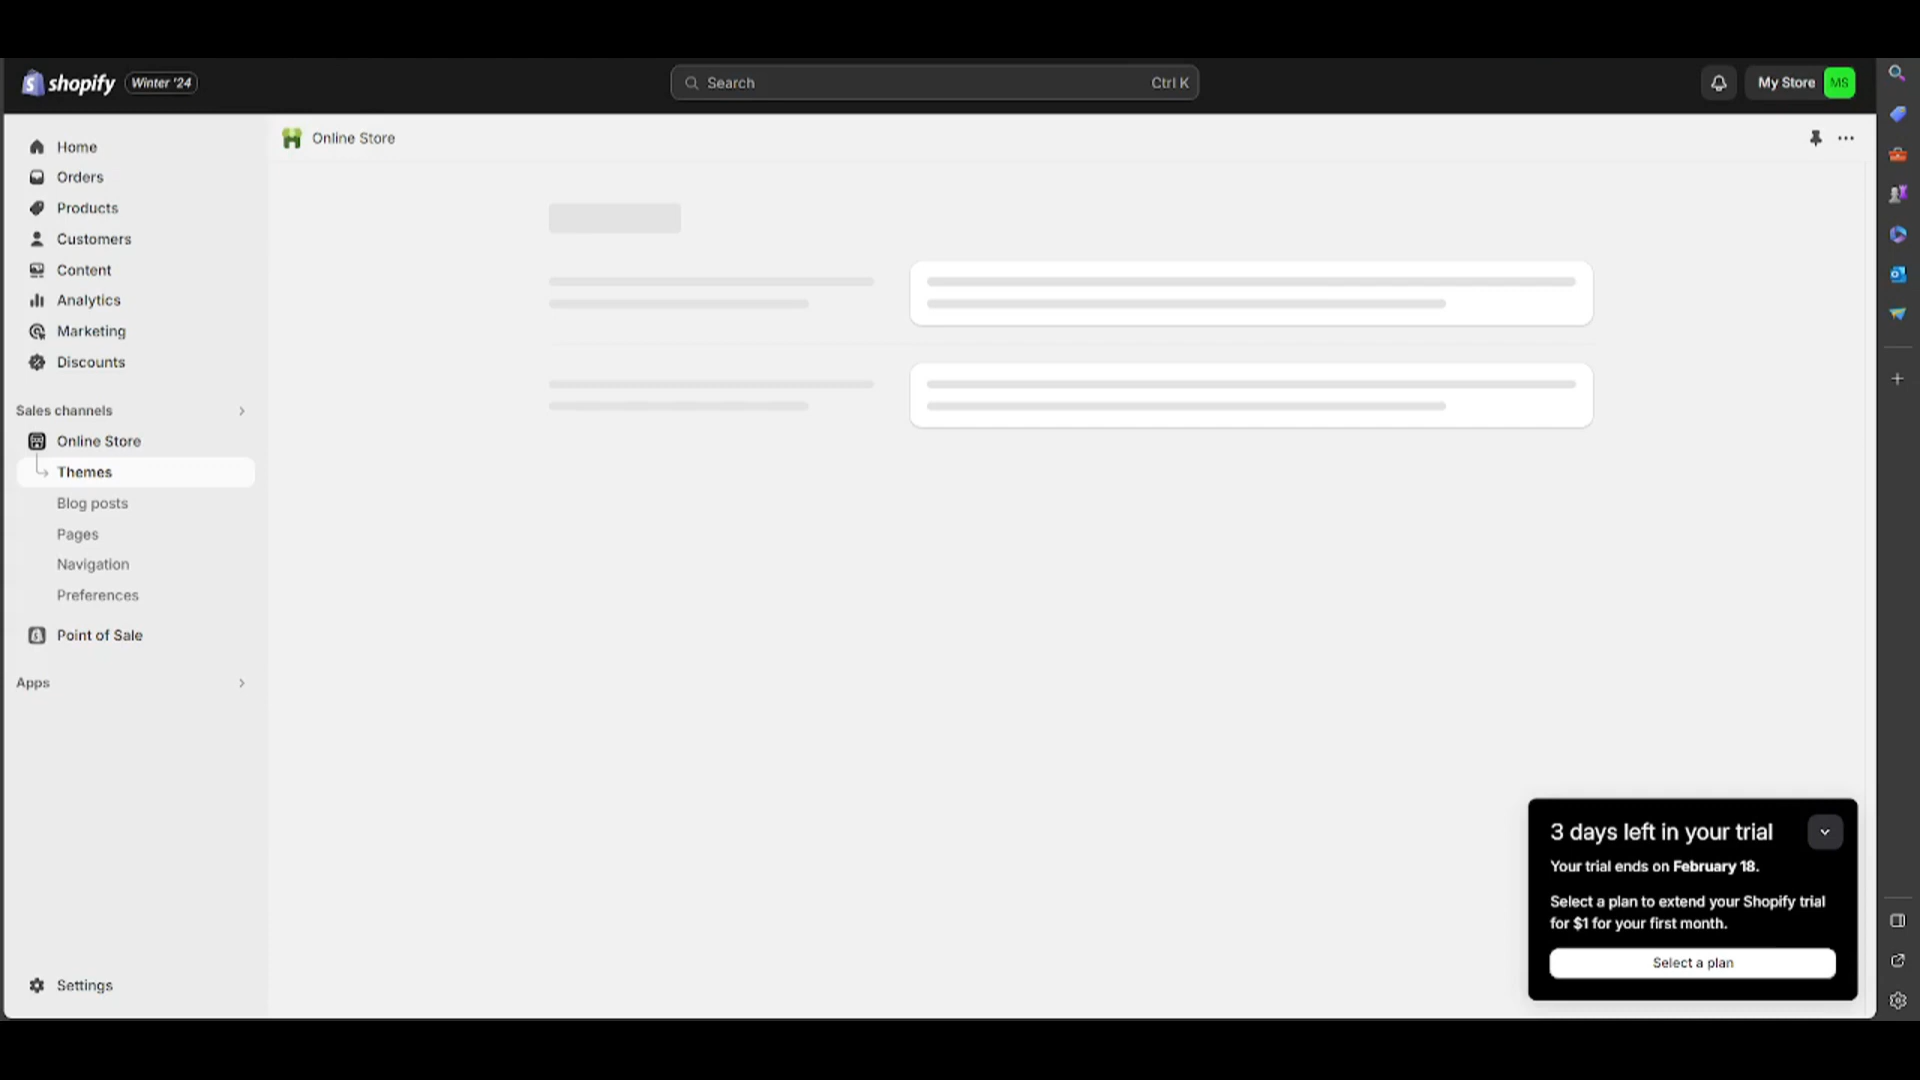 shopify Winter '24
Search Ctrl K
My Store MS
Home
Orders
Products
Customers
Content
Analytics
Marketing
Discounts
Sales channels
Online Store
Themes
Blog posts
Pages
Navigation
Preferences
Point of Sale
Apps
Settings
Online Store
3 days left in your trial
Your trial ends on February 18.
Select a plan to extend your Shopify trial
for $1 for your first month.
Select a plan